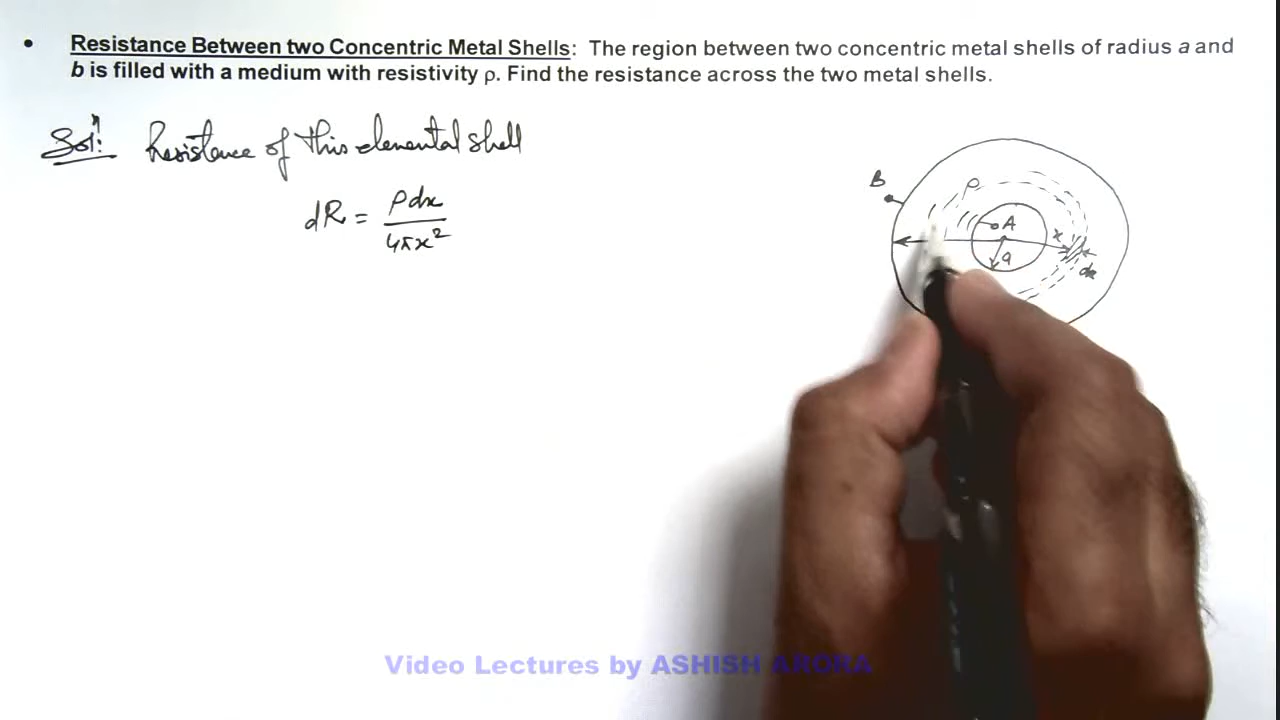 • Resistance Between two Concentric Metal Shells: The region between two concentric metal shells of radius a and
b is filled with a medium with resistivity ρ. Find the resistance across the two metal shells.
Solⁿ: Resistance of this elemental shell
dR = ρdx / 4πx²
B
ρ
A
x
a
dx
Video Lectures by ASHISH ARORA